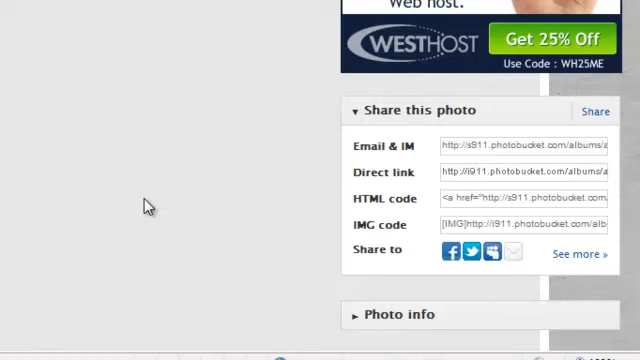 Web host.
WESTHOST
Get 25% Off
Use Code : WH25ME
Share this photo
Share
Email & IM
http://s911.photobucket.com/albums/a
Direct link
http://i911.photobucket.com/albums/a
HTML code
<a href="http://s911.photobucket.com/
IMG code
[IMG]http://i911.photobucket.com/alb
Share to
See more »
Photo info